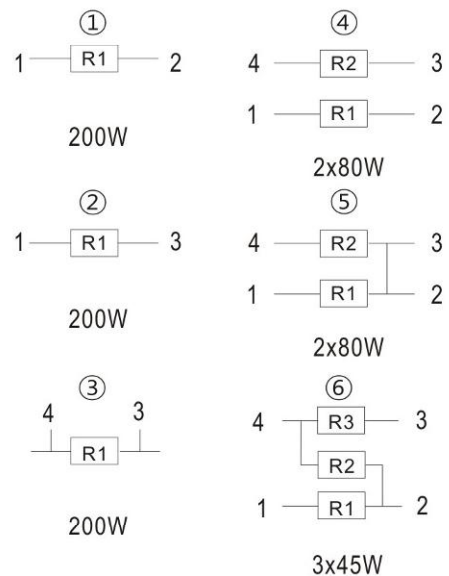 ①
1 R1 2
200W
②
1 R1 3
200W
③
4 3
R1
200W
④
4 R2 3
1 R1 2
2x80W
⑤
4 R2 3
1 R1 2
2x80W
⑥
4 R3 3
R2
1 R1 2
3x45W